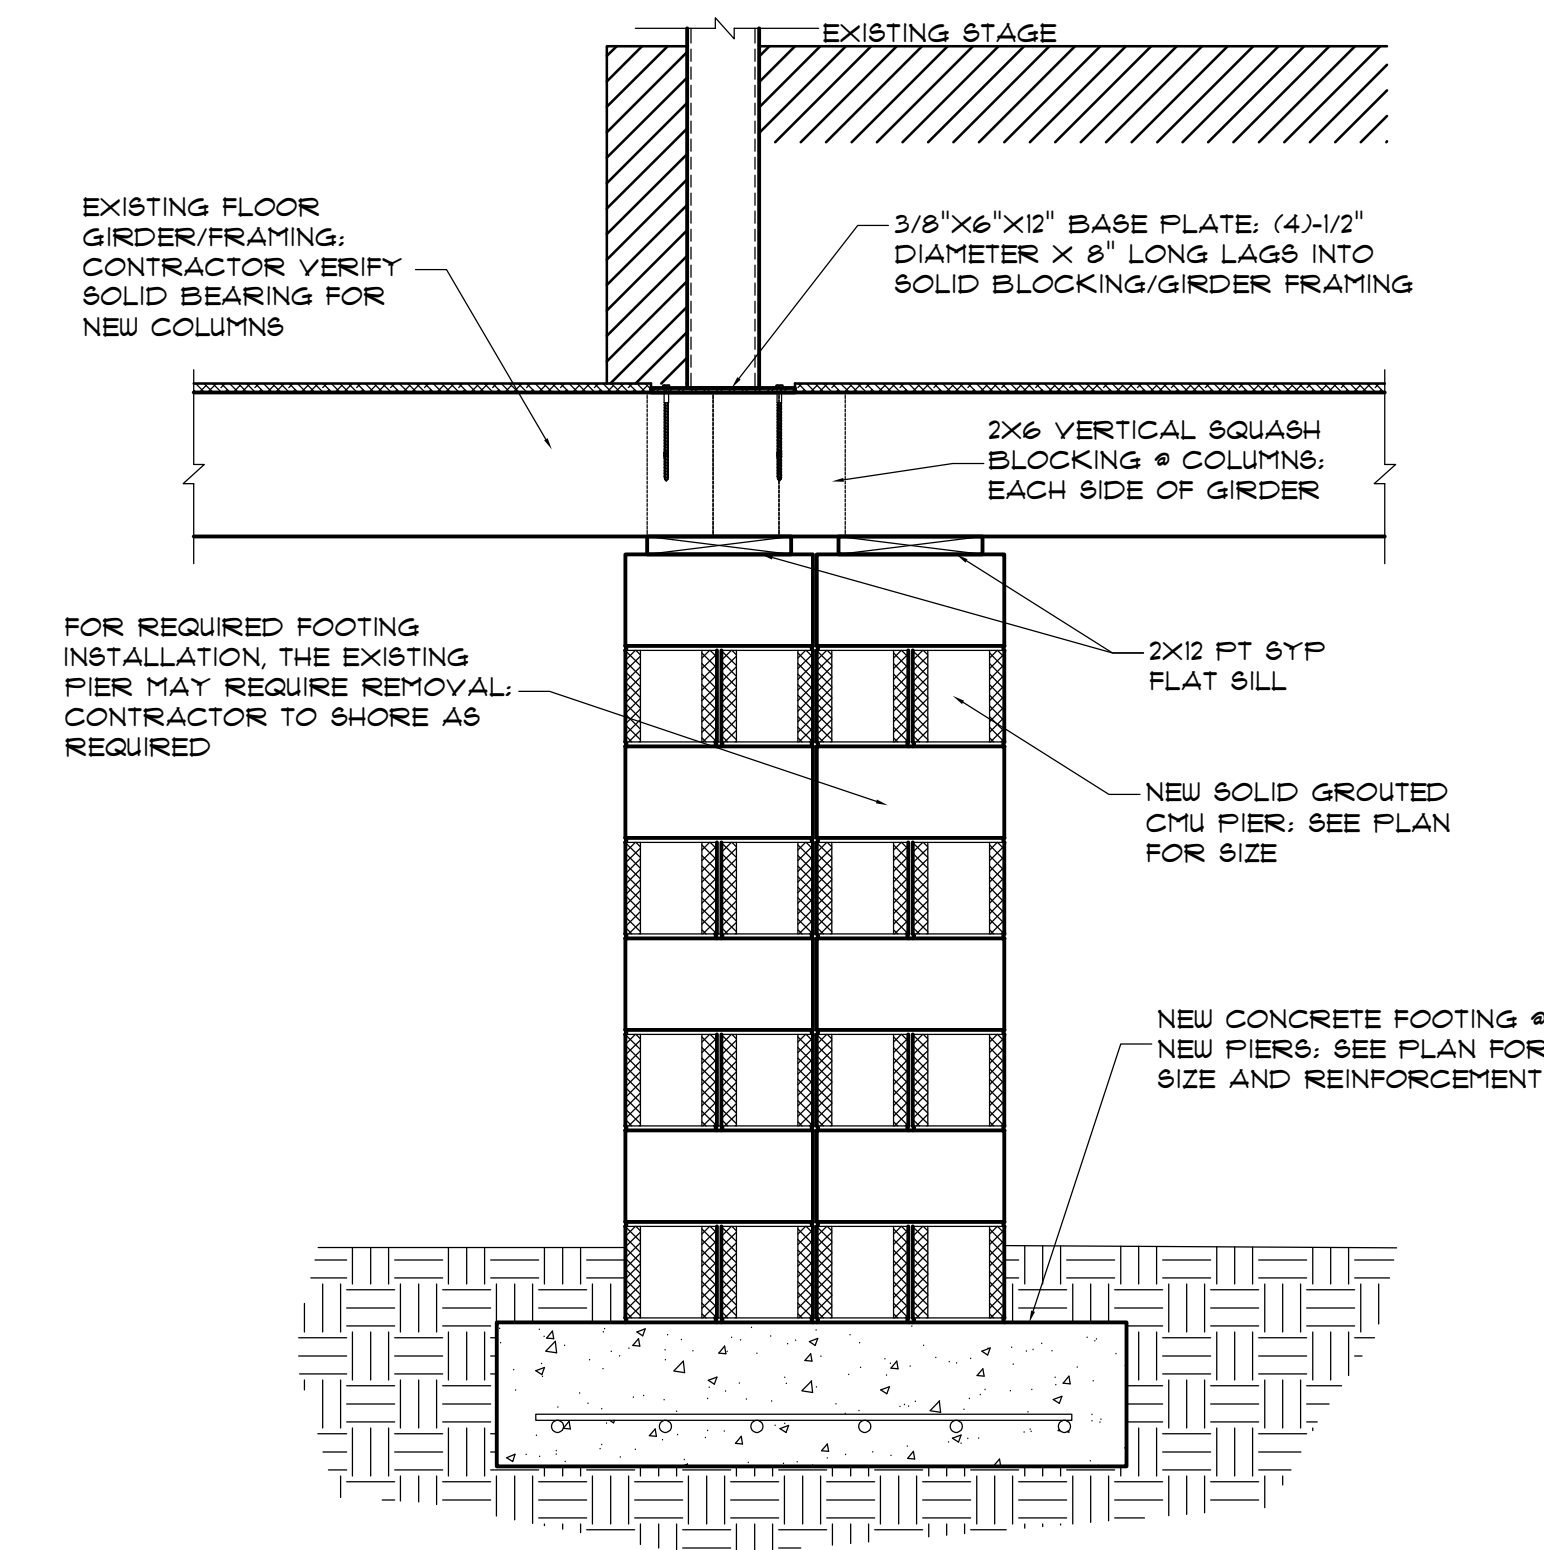 EXISTING STAGE
EXISTING FLOOR
GIRDER/FRAMING;
CONTRACTOR VERIFY
SOLID BEARING FOR
NEW COLUMNS
3/8"X6"X12" BASE PLATE; (4)-1/2"
DIAMETER X 8" LONG LAGS INTO
SOLID BLOCKING/GIRDER FRAMING
2X6 VERTICAL SQUASH
BLOCKING @ COLUMNS;
EACH SIDE OF GIRDER
FOR REQUIRED FOOTING
INSTALLATION, THE EXISTING
PIER MAY REQUIRE REMOVAL;
CONTRACTOR TO SHORE AS
REQUIRED
2X12 PT SYP
FLAT SILL
NEW SOLID GROUTED
CMU PIER; SEE PLAN
FOR SIZE
NEW CONCRETE FOOTING @
NEW PIERS; SEE PLAN FOR
SIZE AND REINFORCEMENT